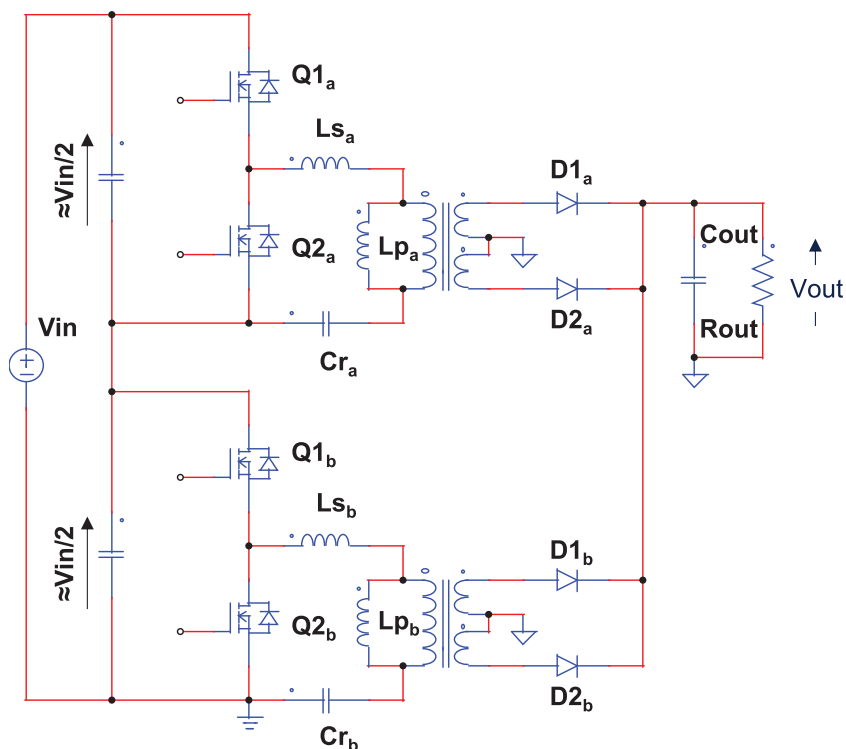 Q1a
Lsa
≈Vin/2
D1a
Q2a
Lpa
Cout
Vout
D2a
Rout
Vin
Cra
Q1b
Lsb
≈Vin/2
D1b
Q2b
Lpb
D2b
Crb